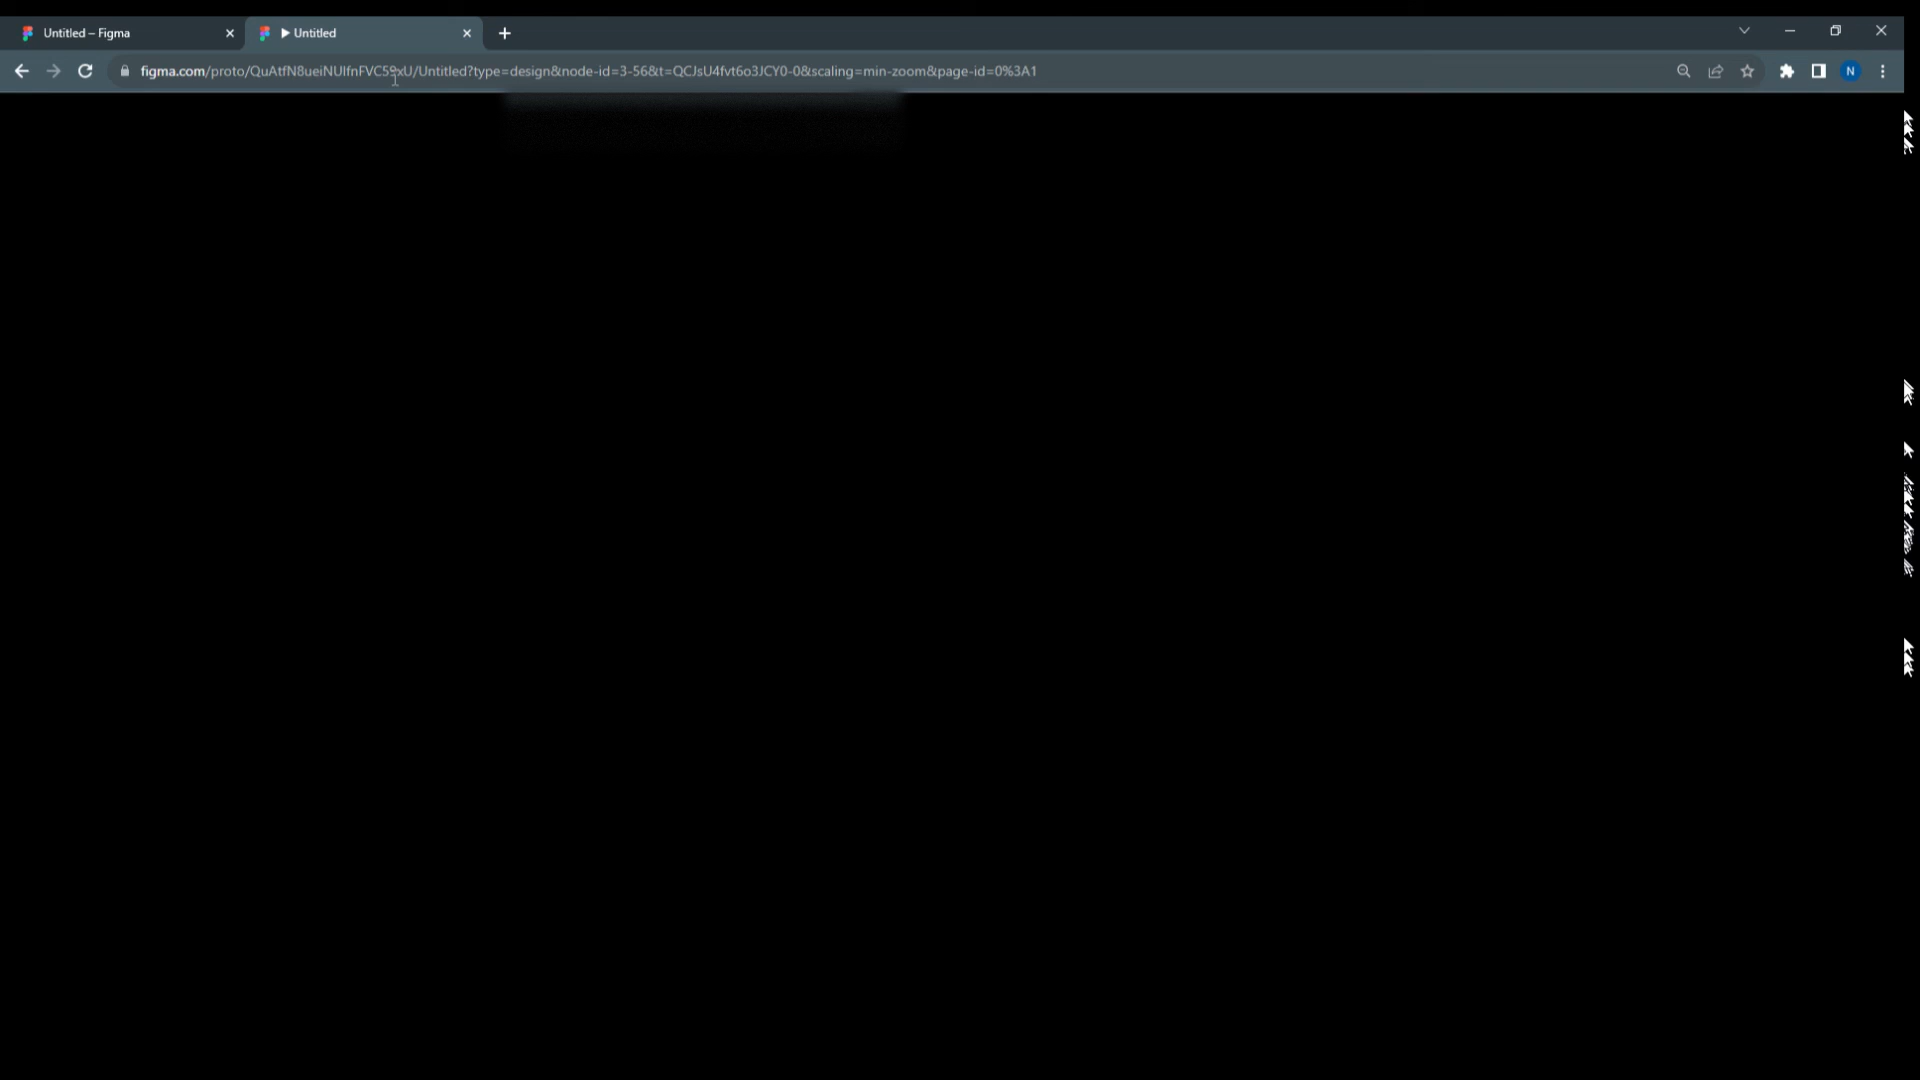 Untitled – Figma
Untitled
figma.com/proto/QuAtfN8ueiNUIfnFVC59xU/Untitled?type=design&node-id=3-56&t=QCJsU4fvt6o3JCY0-0&scaling=min-zoom&page-id=0%3A1
N